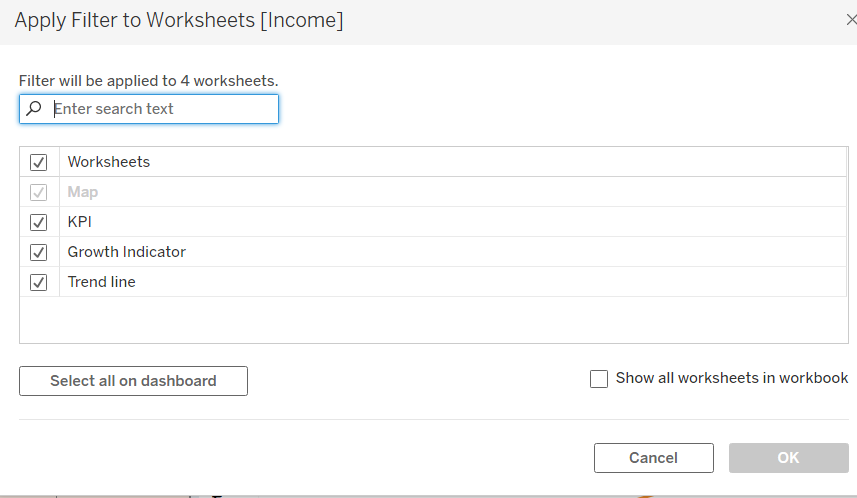 Apply Filter to Worksheets [Income]
Filter will be applied to 4 worksheets.
Enter search text
Worksheets
Map
KPI
Growth Indicator
Trend line
Select all on dashboard
Show all worksheets in workbook
Cancel
OK